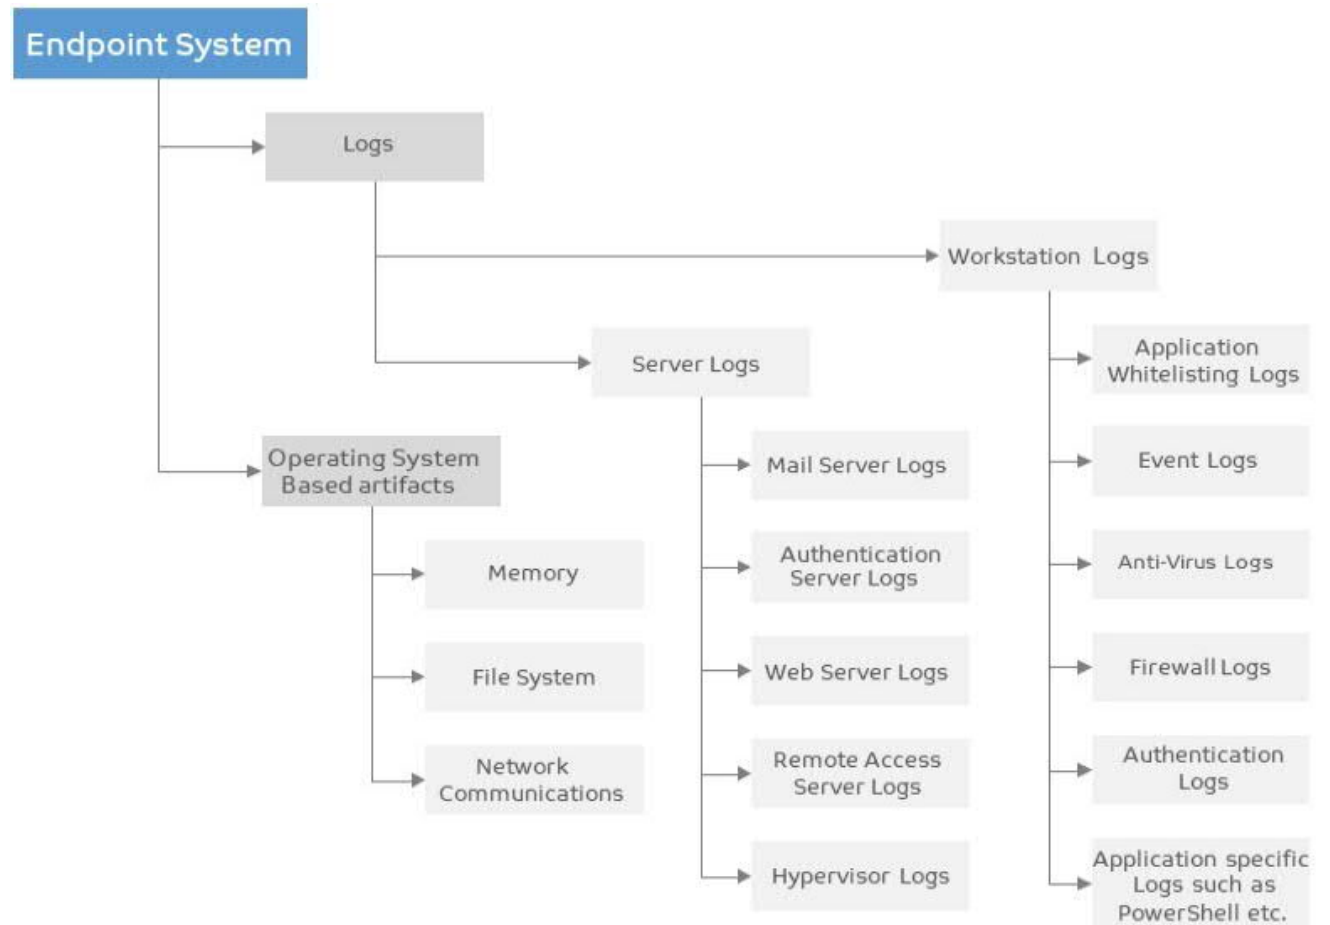 Endpoint System
Logs
Workstation Logs
Server Logs
Application
Whitelisting Logs
Operating System
Based artifacts
Mail Server Logs
Event Logs
Memory
Authentication
Server Logs
Anti-Virus Logs
File System
Web Server Logs
Firewall Logs
Network
Communications
Remote Access
Server Logs
Authentication
Logs
Hypervisor Logs
Application specific
Logs such as
PowerShell etc.